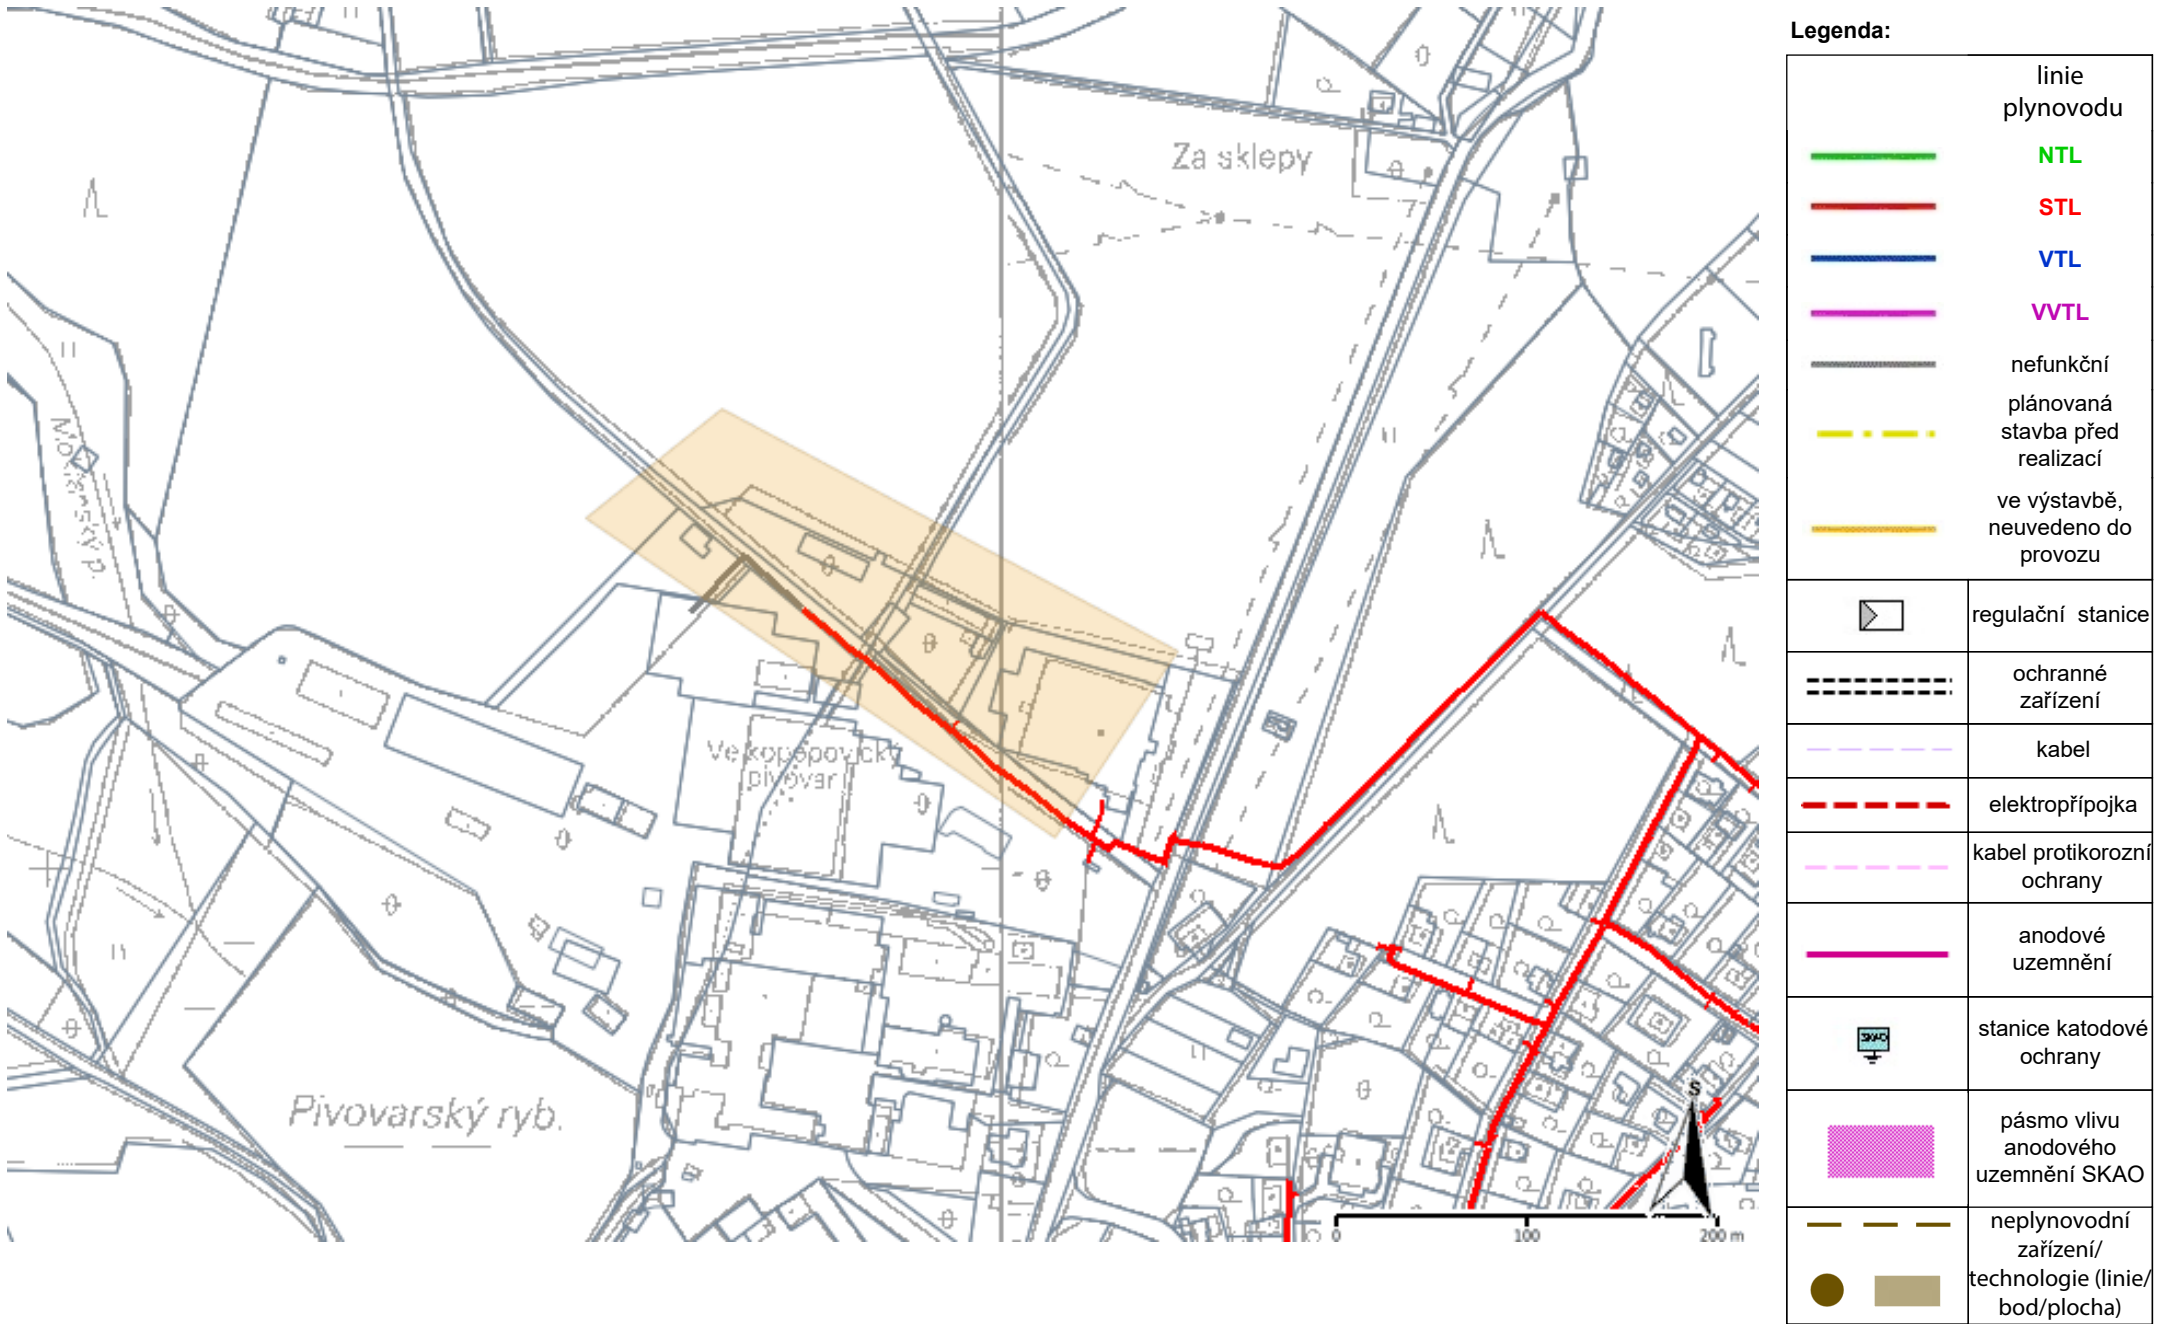 Za sklepy
Mokřanský p.
Velkopopovický
pivovar
Pivovarský ryb.
S
0 100 200 m
Legenda:
linie
plynovodu
NTL
STL
VTL
VVTL
nefunkční
plánovaná
stavba před
realizací
ve výstavbě,
neuvedeno do
provozu
regulační stanice
ochranné
zařízení
kabel
elektropřípojka
kabel protikorozní
ochrany
anodové
uzemnění
SKAO
stanice katodové
ochrany
pásmo vlivu
anodového
uzemnění SKAO
neplynovodní
zařízení/
technologie (linie/
bod/plocha)